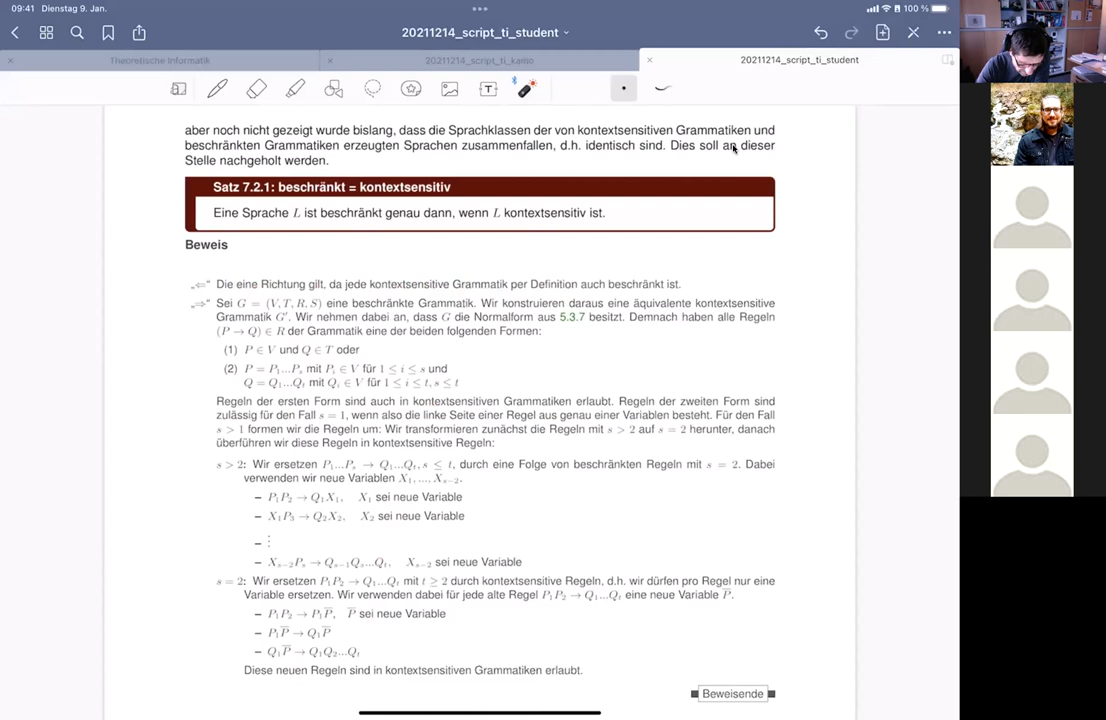 09:41 Dienstag 9. Jan.
100 %
20211214_script_ti_student
Theoretische Informatik
20211214_script_ti_kamo
20211214_script_ti_student
aber noch nicht gezeigt wurde bislang, dass die Sprachklassen der von kontextsensitiven Grammatiken und
beschränkten Grammatiken erzeugten Sprachen zusammenfallen, d.h. identisch sind. Dies soll an dieser
Stelle nachgeholt werden.
Satz 7.2.1: beschränkt = kontextsensitiv
Eine Sprache L ist beschränkt genau dann, wenn L kontextsensitiv ist.
Beweis
„⇐“ Die eine Richtung gilt, da jede kontextsensitive Grammatik per Definition auch beschränkt ist.
„⇒“ Sei G = (V, T, R, S) eine beschränkte Grammatik. Wir konstruieren daraus eine äquivalente kontextsensitive
Grammatik G′. Wir nehmen dabei an, dass G die Normalform aus 5.3.7 besitzt. Demnach haben alle Regeln
(P → Q) ∈ R der Grammatik eine der beiden folgenden Formen:
(1) P ∈ V und Q ∈ T oder
(2) P = P₁...Pₛ mit Pᵢ ∈ V für 1 ≤ i ≤ s und
Q = Q₁...Qₜ mit Qᵢ ∈ V für 1 ≤ i ≤ t, s ≤ t
Regeln der ersten Form sind auch in kontextsensitiven Grammatiken erlaubt. Regeln der zweiten Form sind
zulässig für den Fall s = 1, wenn also die linke Seite einer Regel aus genau einer Variablen besteht. Für den Fall
s > 1 formen wir die Regeln um: Wir transformieren zunächst die Regeln mit s > 2 auf s = 2 herunter, danach
überführen wir diese Regeln in kontextsensitive Regeln:
s > 2: Wir ersetzen P₁...Pₛ → Q₁...Qₜ, s ≤ t, durch eine Folge von beschränkten Regeln mit s = 2. Dabei
verwenden wir neue Variablen X₁, ..., Xₛ₋₂.
– P₁P₂ → Q₁X₁, X₁ sei neue Variable
– X₁P₃ → Q₂X₂, X₂ sei neue Variable
– ⋮
– Xₛ₋₂Pₛ → Qₛ₋₁Qₛ...Qₜ, Xₛ₋₂ sei neue Variable
s = 2: Wir ersetzen P₁P₂ → Q₁...Qₜ mit t ≥ 2 durch kontextsensitive Regeln, d.h. wir dürfen pro Regel nur eine
Variable ersetzen. Wir verwenden dabei für jede alte Regel P₁P₂ → Q₁...Qₜ eine neue Variable P̅.
– P₁P₂ → P₁P̅, P̅ sei neue Variable
– P₁P̅ → Q₁P̅
– Q₁P̅ → Q₁Q₂...Qₜ
Diese neuen Regeln sind in kontextsensitiven Grammatiken erlaubt.
Beweisende